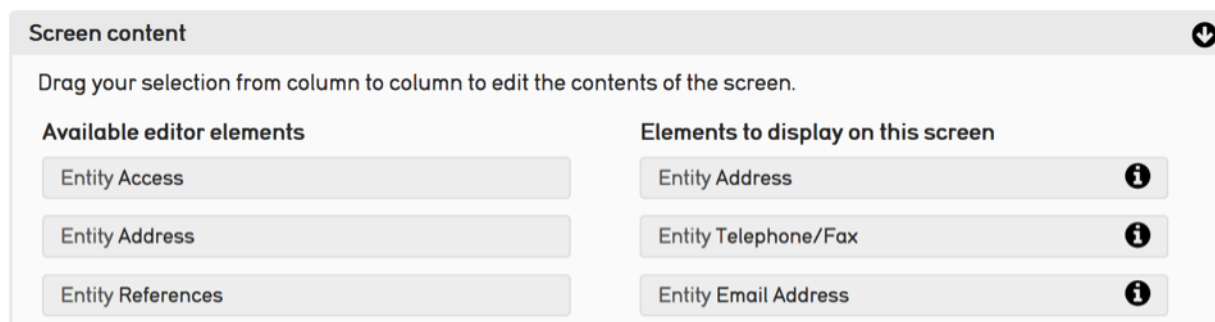 Screen content
Drag your selection from column to column to edit the contents of the screen.
Available editor elements
Entity Access
Entity Address
Entity References
Elements to display on this screen
Entity Address
Entity Telephone/Fax
Entity Email Address